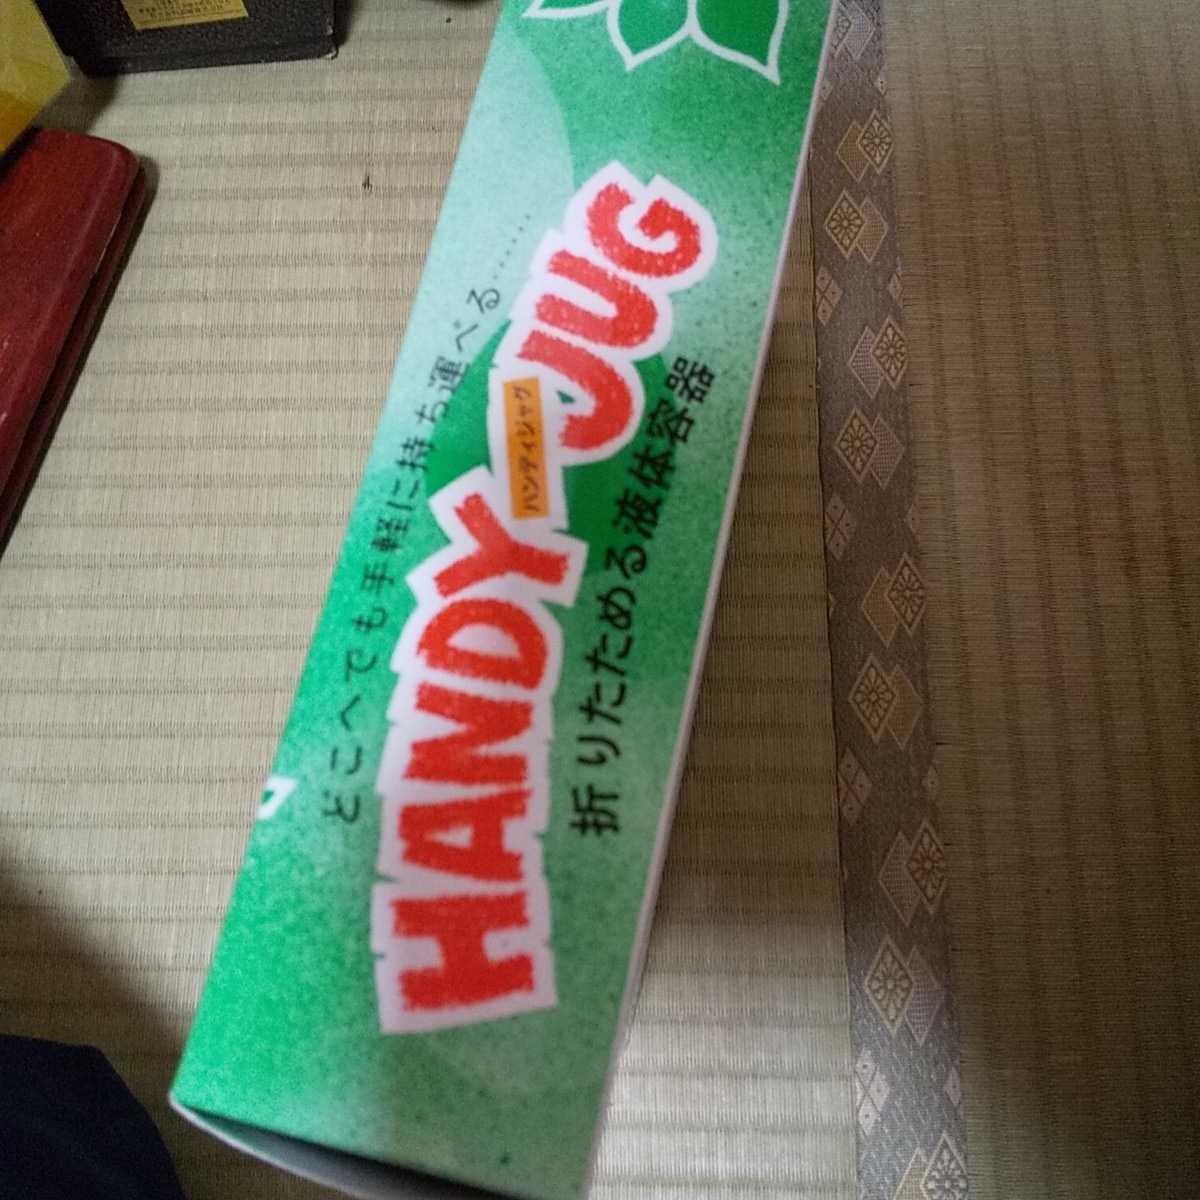 どこへでも手軽に持ち運べる……
HANDY JUG
ハンディジャグ
折りたためる液体容器